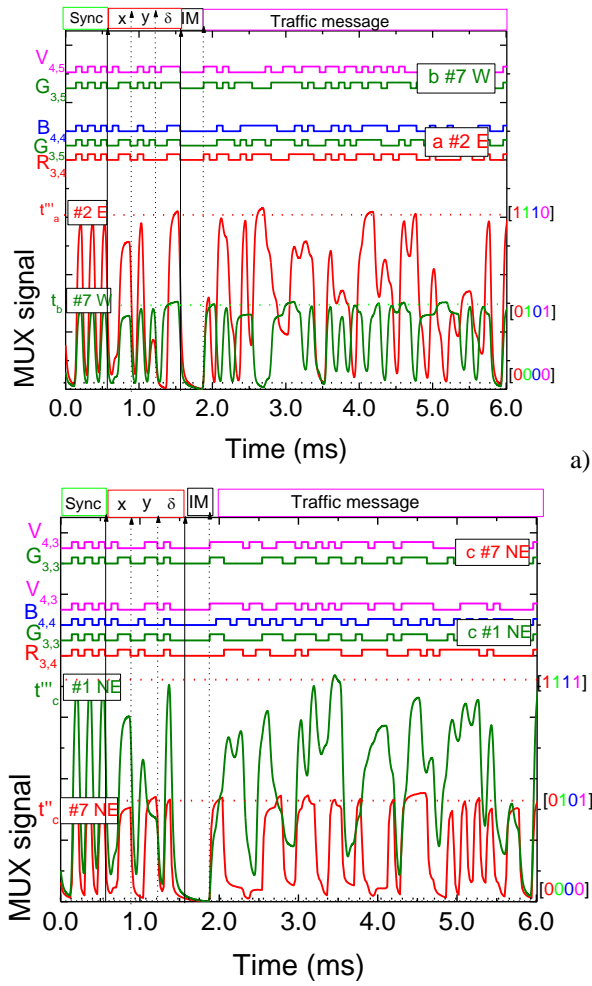 Sync x y δ IM Traffic message
V4,5
G3,5
b #7 W
B4,4
G3,5
R3,4
a #2 E
t'''a #2 E [1110]
#7 W
tb [0101]
[0000]
MUX signal
0.0 1.0 2.0 3.0 4.0 5.0 6.0
Time (ms)
a)
Sync x y δ IM Traffic message
V4,3
G3,3
c #7 NE
V4,3
B4,4
G3,3
R3,4
c #1 NE
t'''c #1 NE [1111]
t''c #7 NE [0101]
[0000]
MUX signal
0.0 1.0 2.0 3.0 4.0 5.0 6.0
Time (ms)